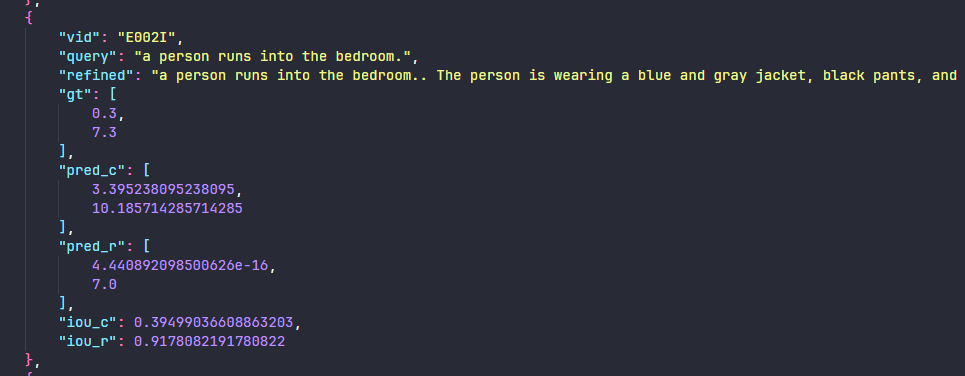 },
{
"vid": "E002I",
"query": "a person runs into the bedroom.",
"refined": "a person runs into the bedroom.. The person is wearing a blue and gray jacket, black pants, and
"gt": [
0.3,
7.3
],
"pred_c": [
3.395238095238095,
10.185714285714285
],
"pred_r": [
4.440892098500626e-16,
7.0
],
"iou_c": 0.39499036608863203,
"iou_r": 0.9178082191780822
},
{